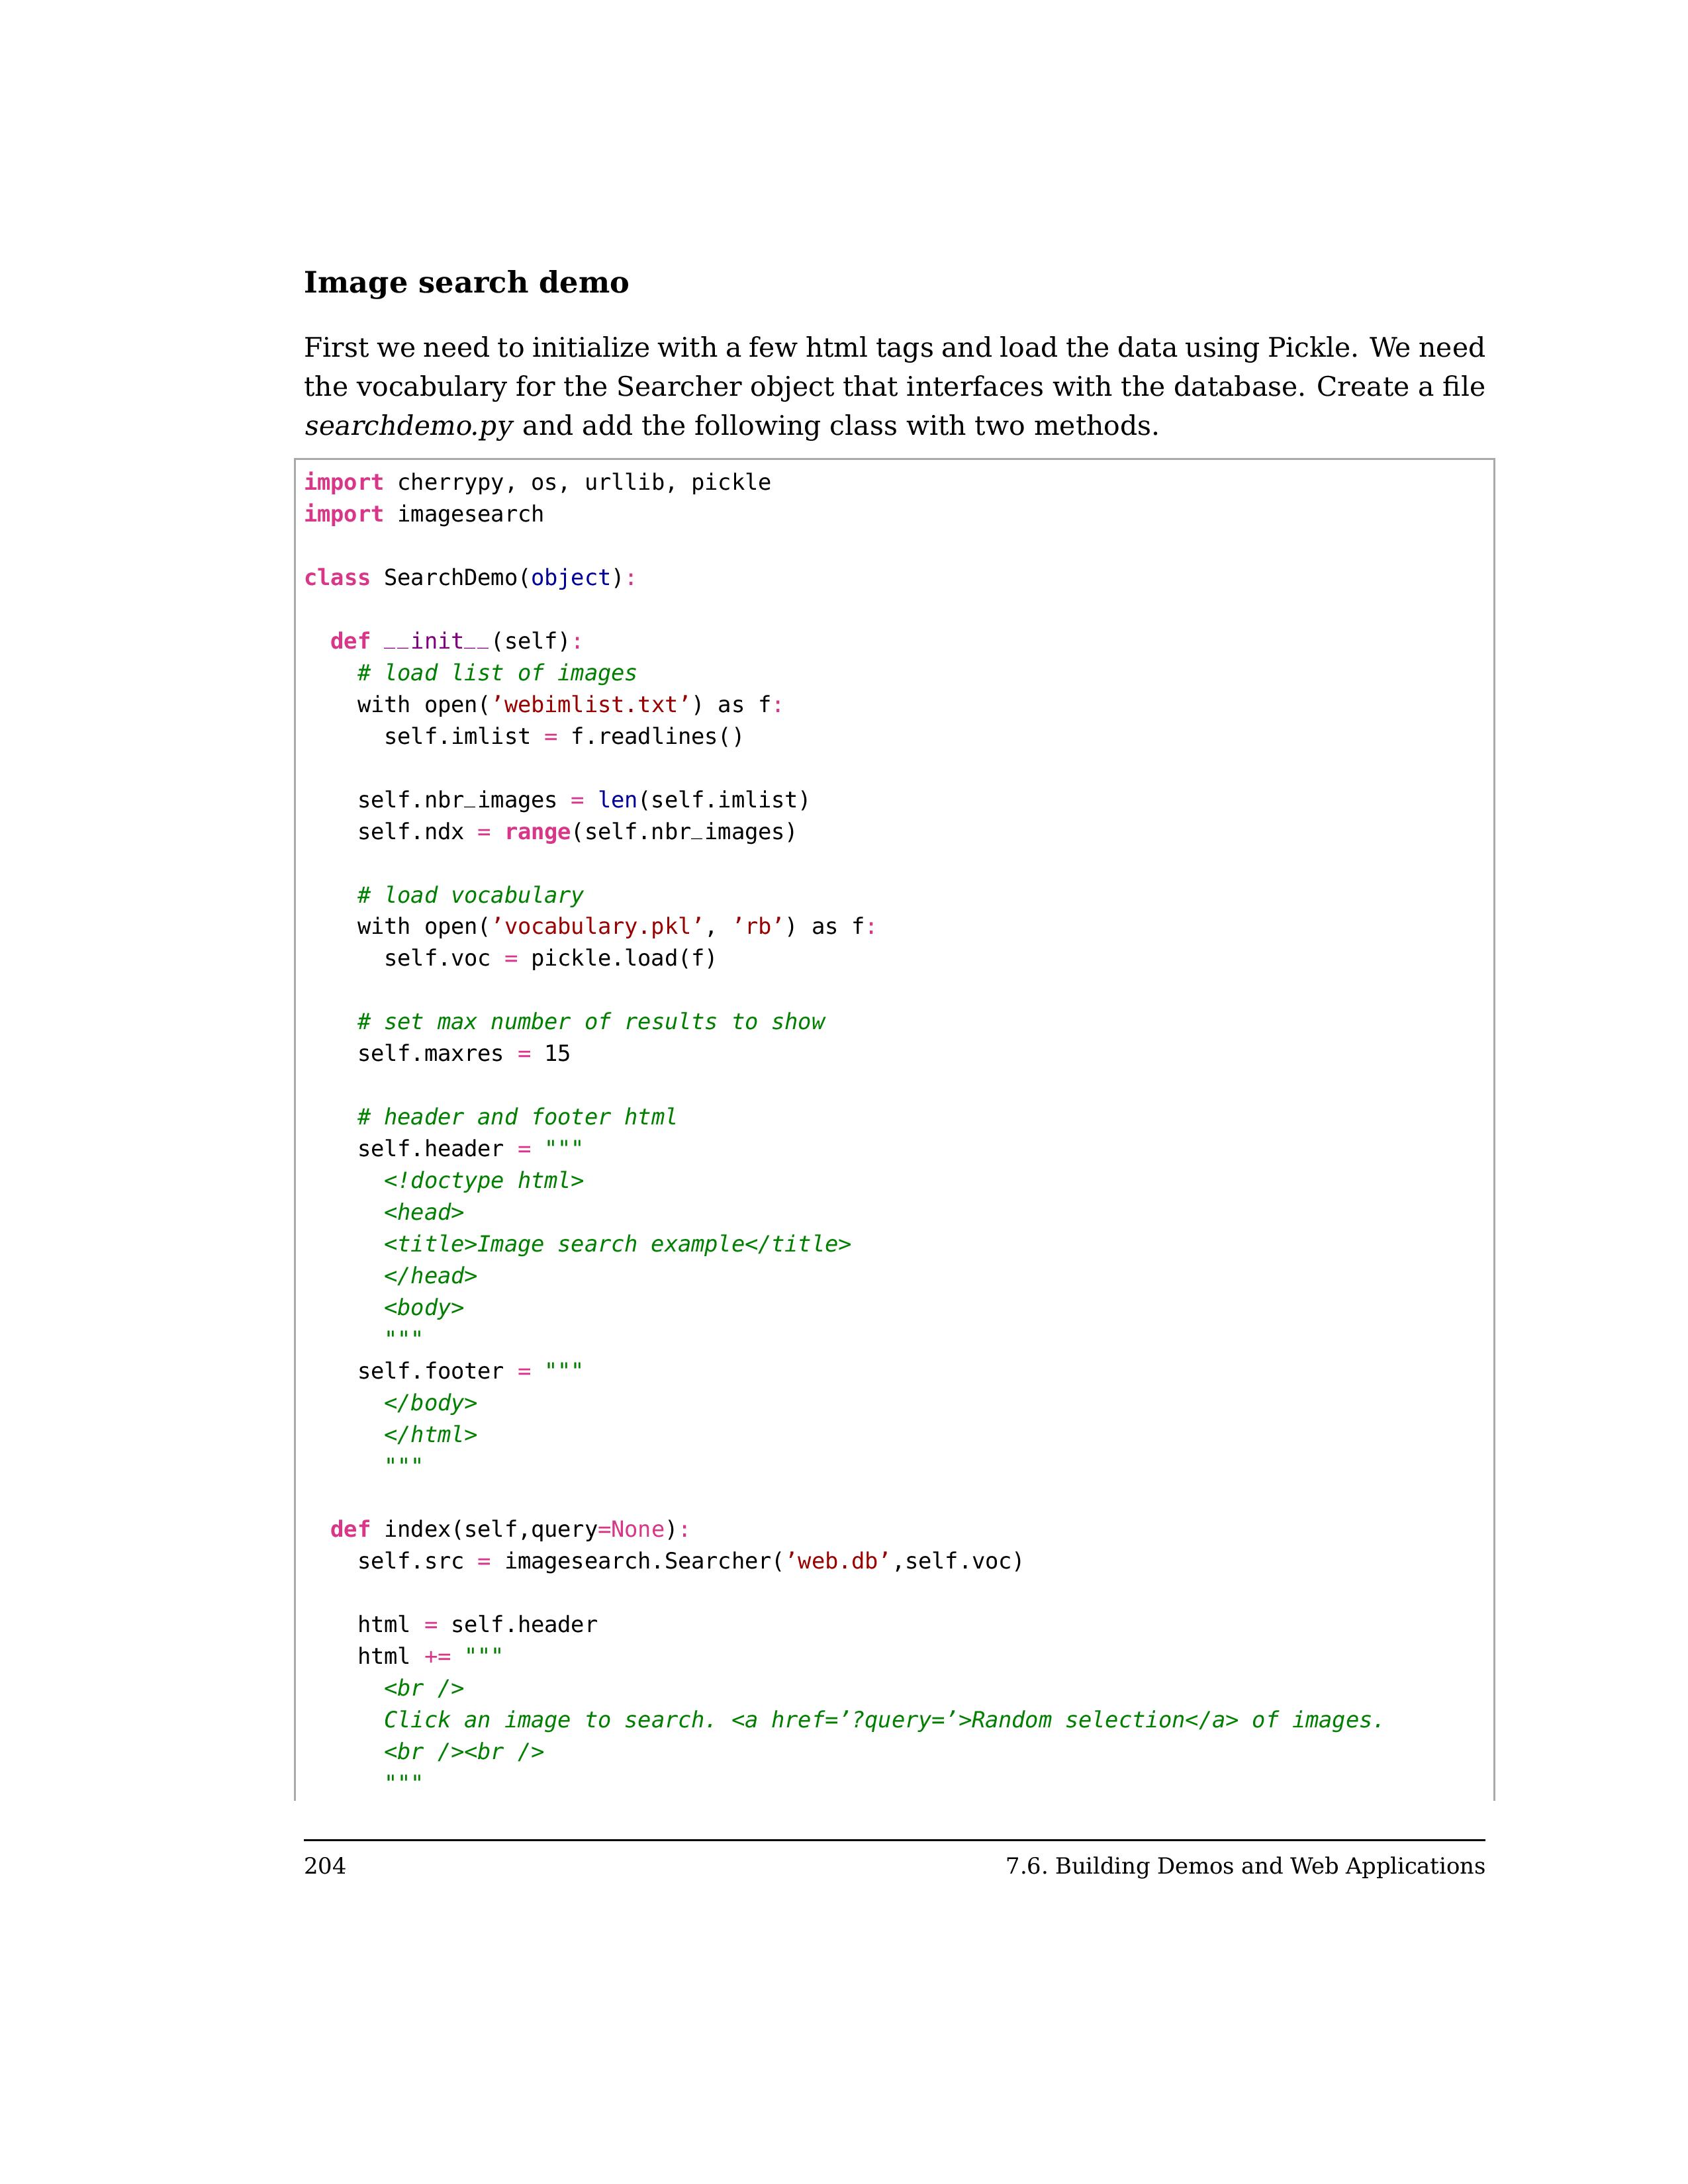 Image search demo
First we need to initialize with a few html tags and load the data using Pickle. We need
the vocabulary for the Searcher object that interfaces with the database. Create a file
searchdemo.py and add the following class with two methods.
import cherrypy, os, urllib, pickle
import imagesearch
class SearchDemo(object):
  def __init__(self):
    # load list of images
    with open(’webimlist.txt’) as f:
      self.imlist = f.readlines()
    self.nbr_images = len(self.imlist)
    self.ndx = range(self.nbr_images)
    # load vocabulary
    with open(’vocabulary.pkl’, ’rb’) as f:
      self.voc = pickle.load(f)
    # set max number of results to show
    self.maxres = 15
    # header and footer html
    self.header = """
      <!doctype html>
      <head>
      <title>Image search example</title>
      </head>
      <body>
      """
    self.footer = """
      </body>
      </html>
      """
  def index(self,query=None):
    self.src = imagesearch.Searcher(’web.db’,self.voc)
    html = self.header
    html += """
      <br />
      Click an image to search. <a href=’?query=’>Random selection</a> of images.
      <br /><br />
      """
204 7.6. Building Demos and Web Applications